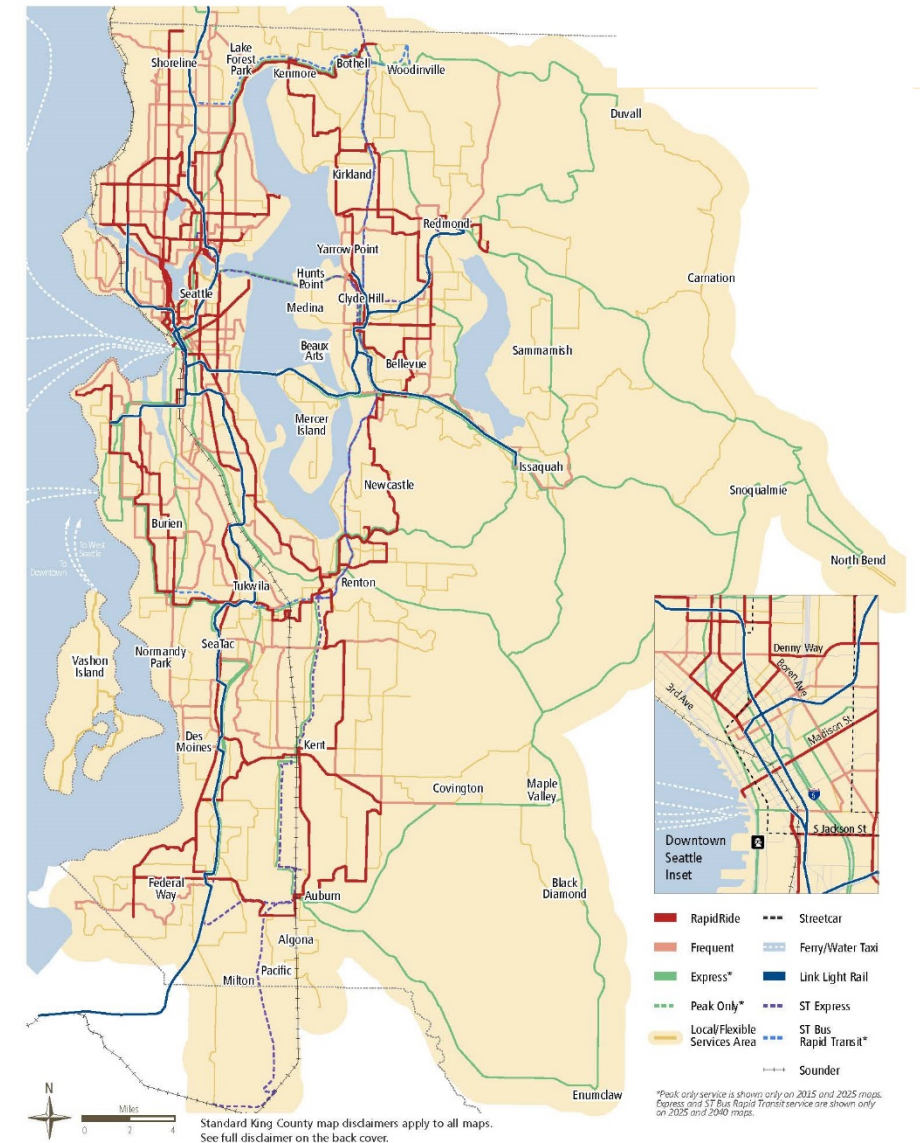 Shoreline
Lake
Forest
Park
Kenmore
Bothell
Woodinville
Duvall
Kirkland
Redmond
Yarrow Point
Carnation
Hunts
Point
Seattle
Clyde Hill
Medina
Beaux
Arts
Sammamish
Bellevue
Mercer
Island
Issaquah
Newcastle
Snoqualmie
Burien
To West
Seattle
To
Downtown
North Bend
Tukwila
Renton
Vashon
Island
Normandy
Park
SeaTac
Des
Moines
Kent
Covington
Maple
Valley
Federal
Way
Auburn
Black
Diamond
Algona
Pacific
Milton
Enumclaw
Denny Way
Boren Ave
3rd Ave
Madison St
5
S Jackson St
Downtown
Seattle
Inset
RapidRide
Frequent
Express*
Peak Only*
Local/Flexible
Services Area
Streetcar
Ferry/Water Taxi
Link Light Rail
ST Express
ST Bus
Rapid Transit*
Sounder
*Peak only service is shown only on 2015 and 2025 maps.
Express and ST Bus Rapid Transit service are shown only
on 2025 and 2040 maps.
N
Miles
0 2 4
Standard King County map disclaimers apply to all maps.
See full disclaimer on the back cover.